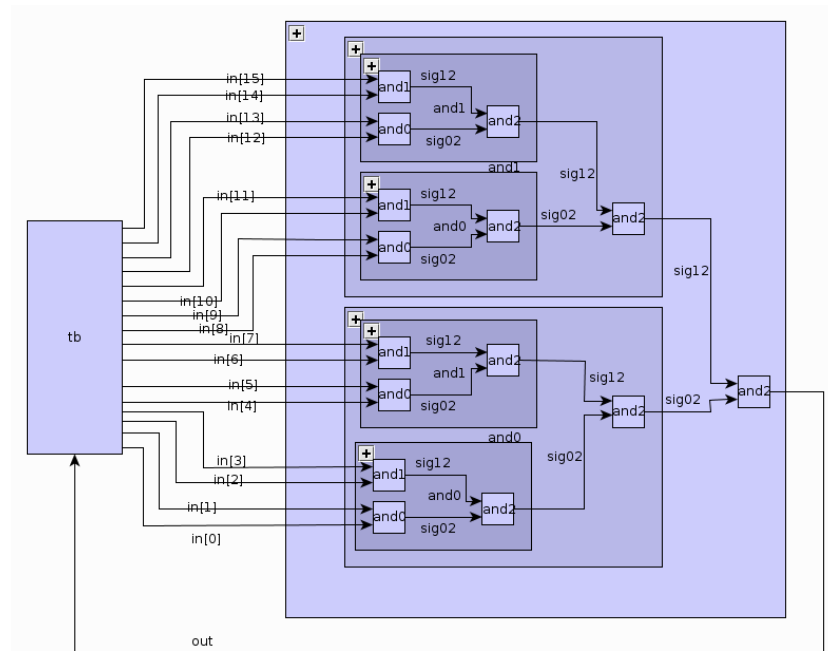 in[15]
in[14]
in[13]
in[12]
in[11]
in[10]
in[9]
in[8]
in[7]
in[6]
in[5]
in[4]
in[3]
in[2]
in[1]
in[0]
tb
out
+
+
+
and1
sig12
and1
and0
sig02
and2
and1
+
and1
sig12
and0
and0
sig02
and2
sig12
sig02
and2
+
+
and1
sig12
and1
and0
sig02
and2
and0
+
and1
sig12
and0
and0
sig02
and2
sig12
sig02
and2
sig12
sig02
and2